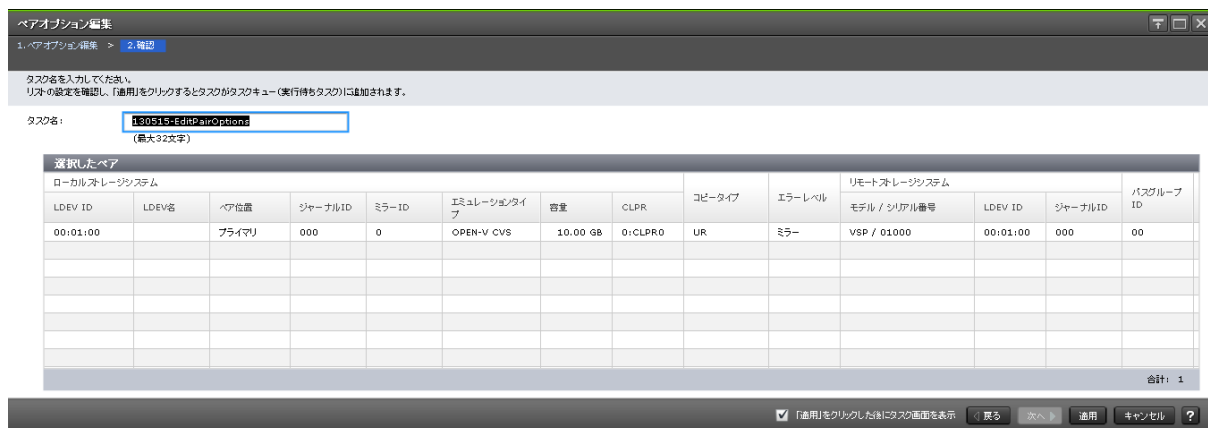 ペアオプション編集
1.ペアオプション編集 > 2.確認
タスク名を入力してください。
リストの設定を確認し、「適用」をクリックするとタスクがタスクキュー(実行待ちタスク)に追加されます。
タスク名: 130515-EditPairOptions
(最大32文字)
選択したペア
ローカルストレージシステム コピータイプ エラーレベル リモートストレージシステム パスグループID
LDEV ID LDEV名 ペア位置 ジャーナルID ミラーID エミュレーションタイプ 容量 CLPR モデル / シリアル番号 LDEV ID ジャーナルID
00:01:00 プライマリ 000 0 OPEN-V CVS 10.00 GB 0:CLPR0 UR ミラー VSP / 01000 00:01:00 000 00
合計: 1
「適用」をクリックした後にタスク画面を表示 戻る 次へ 適用 キャンセル ?